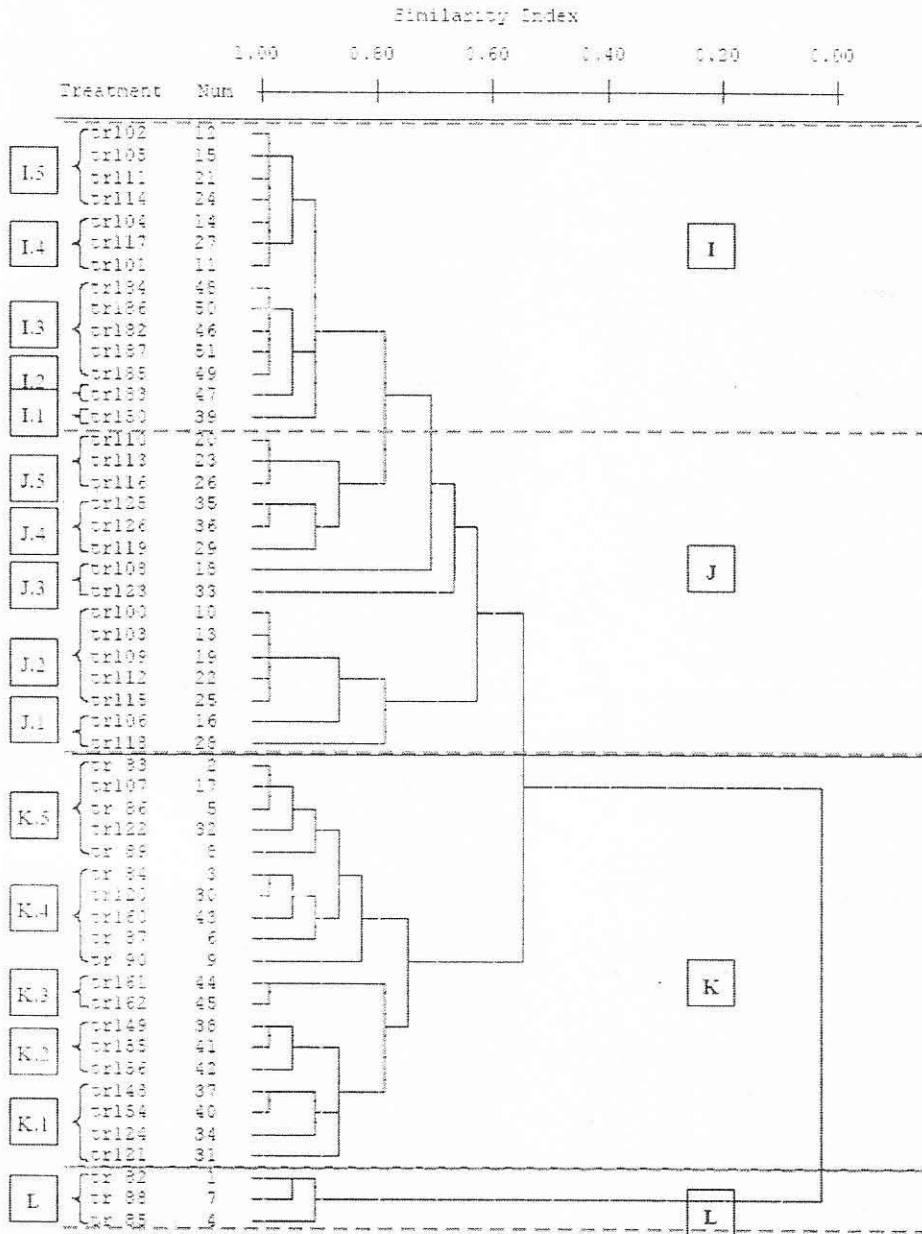 Similarity Index
1.00 0.80 0.60 0.40 0.20 0.00
Treatment Num
tr102 12
I.5 tr105 15
tr111 21
tr114 24
tr104 14
I.4 tr117 27 I
tr101 11
tr184 48
tr186 50
I.3 tr182 46
tr187 51
I.2 tr185 49
tr183 47
I.1 tr150 39
tr110 20
tr113 23
J.5 tr116 26
tr125 35
J.4 tr126 36
tr119 29
J.3 tr108 18 J
tr123 33
tr100 10
tr103 13
J.2 tr109 19
tr112 22
tr115 25
J.1 tr106 16
tr118 28
tr 83 2
tr107 17
K.5 tr 86 5
tr122 32
tr 89 8
tr 84 3
tr120 30
K.4 tr160 43
tr 87 6
tr 90 9
K.3 tr161 44 K
tr162 45
tr149 38
K.2 tr155 41
tr156 42
tr148 37
tr154 40
K.1 tr124 34
tr121 31
tr 82 1
L tr 88 7 L
tr 85 4